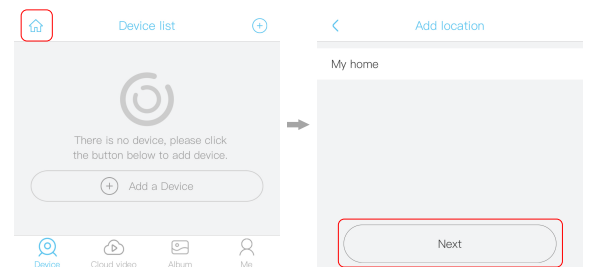 Device list
There is no device, please click
the button below to add device.
Add a Device
Device
Cloud video
Album
Me
Add location
My home
Next